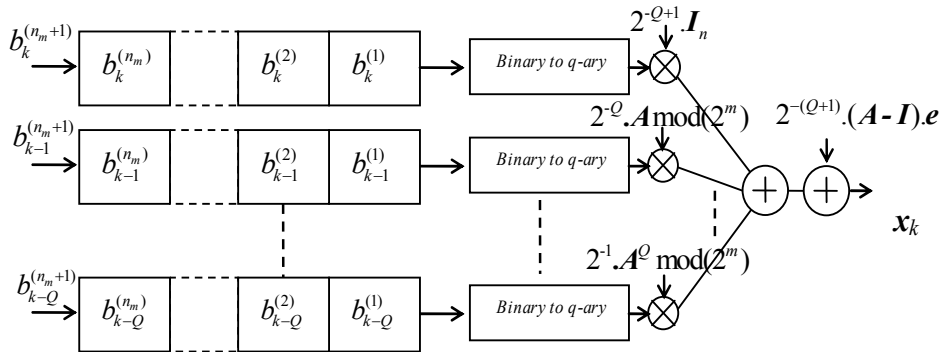 b_k^{(n_m+1)} b_k^{(n_m)} b_k^{(2)} b_k^{(1)} Binary to q-ary 2^{-Q+1}.I_n
b_{k-1}^{(n_m+1)} b_{k-1}^{(n_m)} b_{k-1}^{(2)} b_{k-1}^{(1)} Binary to q-ary 2^{-Q}.A mod(2^m) 2^{-(Q+1)}.(A-I).e
x_k
b_{k-Q}^{(n_m+1)} b_{k-Q}^{(n_m)} b_{k-Q}^{(2)} b_{k-Q}^{(1)} Binary to q-ary 2^{-1}.A^Q mod(2^m)